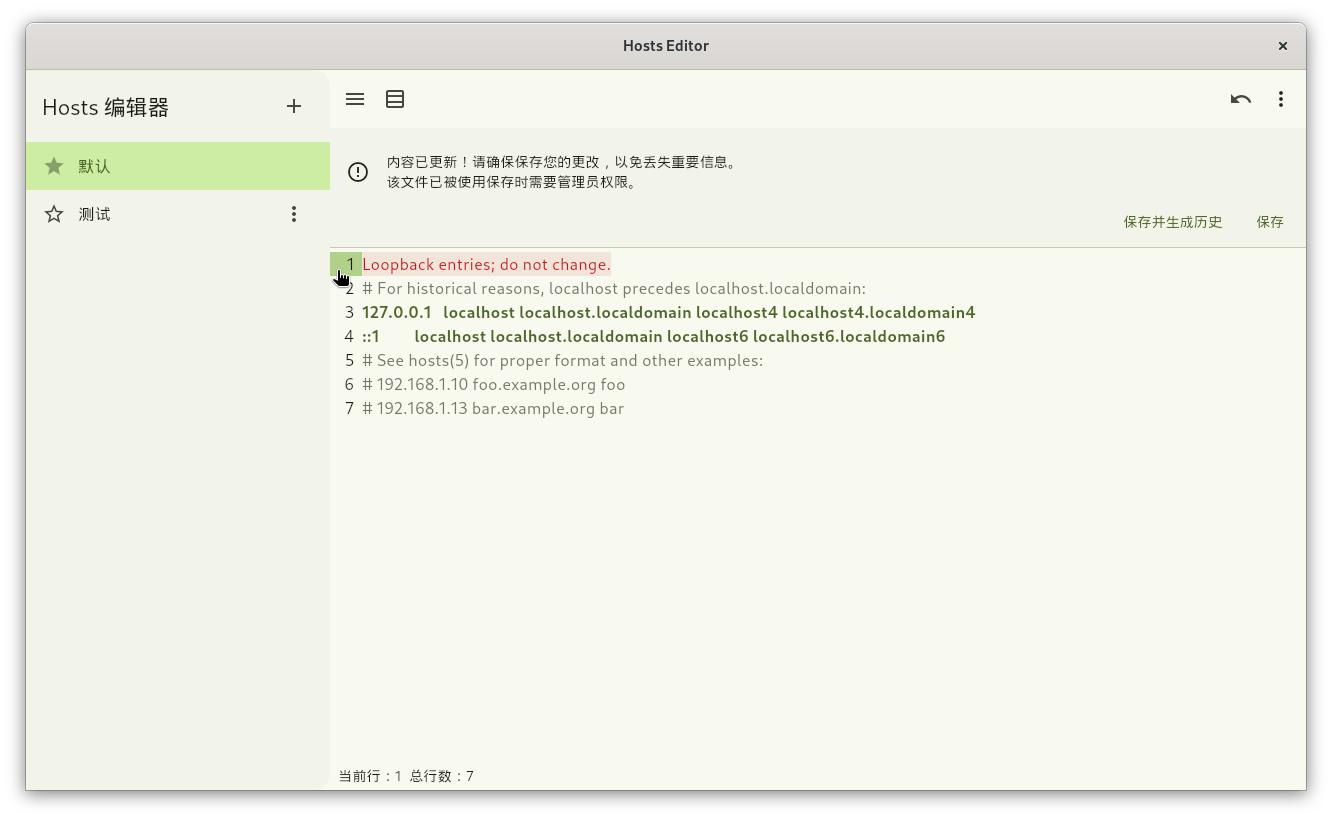 Hosts Editor
Hosts 编辑器
默认
测试
内容已更新！请确保保存您的更改，以免丢失重要信息。
该文件已被使用保存时需要管理员权限。
保存并生成历史 保存
1 Loopback entries; do not change.
2 # For historical reasons, localhost precedes localhost.localdomain:
3 127.0.0.1 localhost localhost.localdomain localhost4 localhost4.localdomain4
4 ::1 localhost localhost.localdomain localhost6 localhost6.localdomain6
5 # See hosts(5) for proper format and other examples:
6 # 192.168.1.10 foo.example.org foo
7 # 192.168.1.13 bar.example.org bar
当前行：1 总行数：7